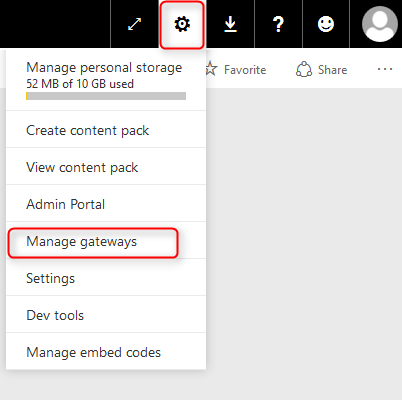 ?
Manage personal storage
52 MB of 10 GB used
Favorite
Share
...
Create content pack
View content pack
Admin Portal
Manage gateways
Settings
Dev tools
Manage embed codes